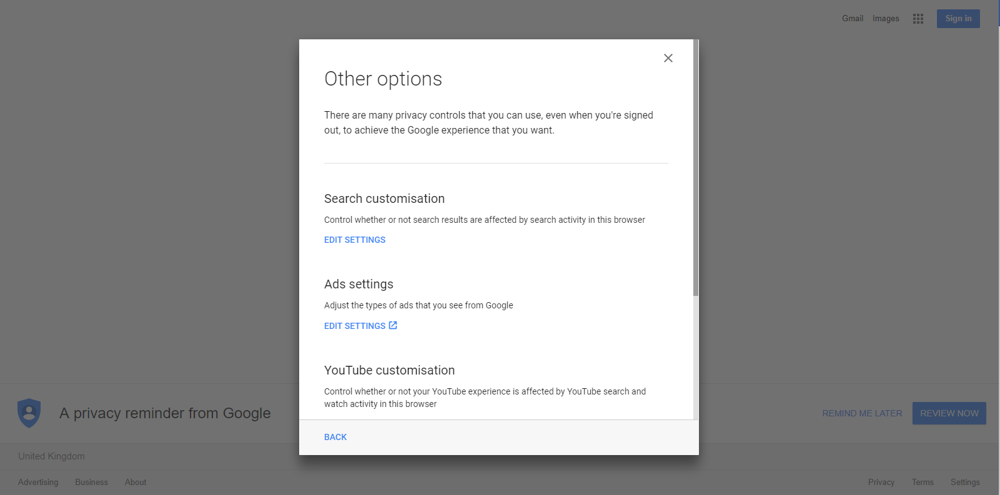 Gmail Images Sign in
Other options
There are many privacy controls that you can use, even when you're signed
out, to achieve the Google experience that you want.
Search customisation
Control whether or not search results are affected by search activity in this browser
EDIT SETTINGS
Ads settings
Adjust the types of ads that you see from Google
EDIT SETTINGS
YouTube customisation
Control whether or not your YouTube experience is affected by YouTube search and
watch activity in this browser
BACK
A privacy reminder from Google
REMIND ME LATER REVIEW NOW
United Kingdom
Advertising Business About Privacy Terms Settings